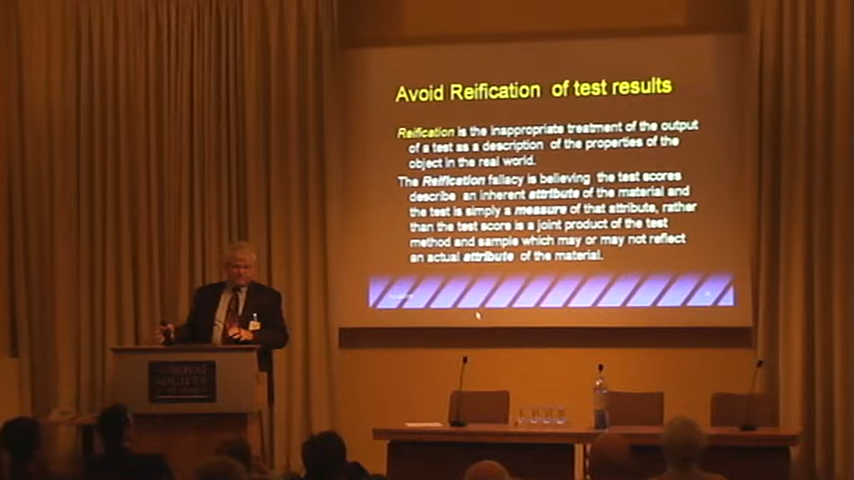 Avoid Reification of test results
Reification is the inappropriate treatment of the output
of a test as a description of the properties of the
object in the real world.
The Reification fallacy is believing the test scores
describe an inherent attribute of the material and
the test is simply a measure of that attribute, rather
than the test score is a joint product of the test
method and sample which may or may not reflect
an actual attribute of the material.
ROYAL
SOCIETY